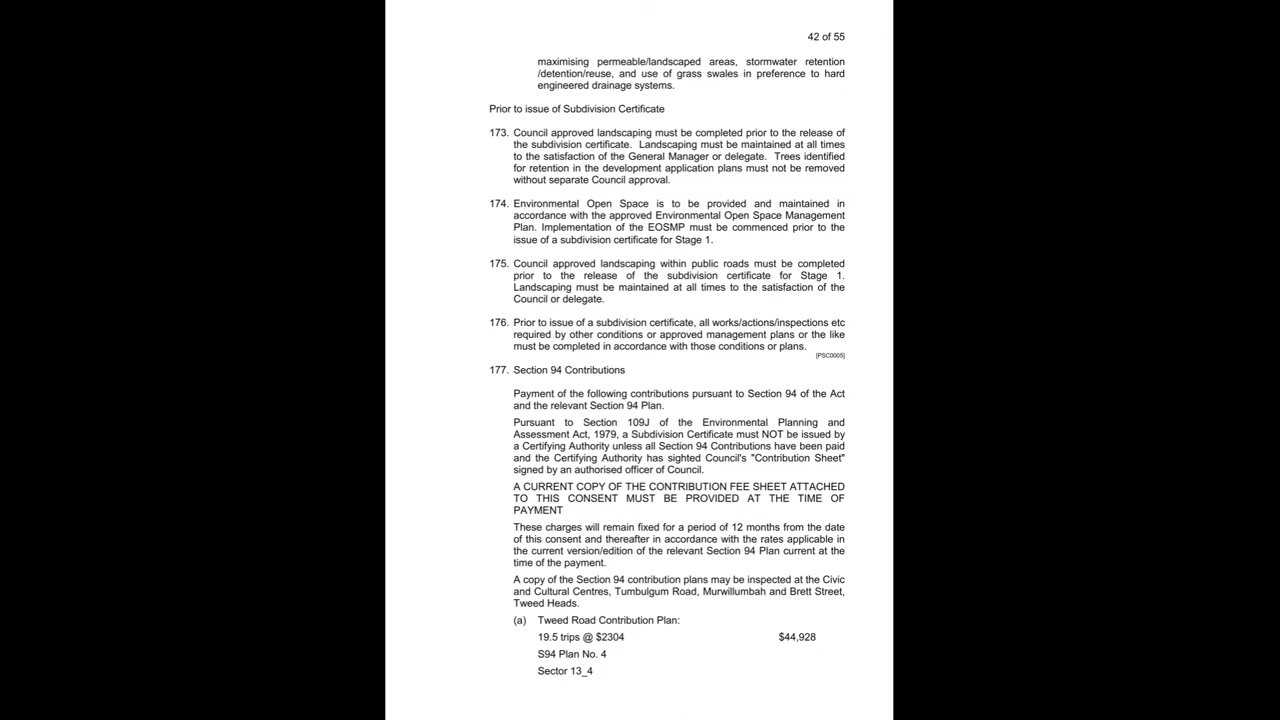 42 of 55
maximising permeable/landscaped areas, stormwater retention
/detention/reuse, and use of grass swales in preference to hard
engineered drainage systems.
Prior to issue of Subdivision Certificate
173. Council approved landscaping must be completed prior to the release of
the subdivision certificate. Landscaping must be maintained at all times
to the satisfaction of the General Manager or delegate. Trees identified
for retention in the development application plans must not be removed
without separate Council approval.
174. Environmental Open Space is to be provided and maintained in
accordance with the approved Environmental Open Space Management
Plan. Implementation of the EOSMP must be commenced prior to the
issue of a subdivision certificate for Stage 1.
175. Council approved landscaping within public roads must be completed
prior to the release of the subdivision certificate for Stage 1.
Landscaping must be maintained at all times to the satisfaction of the
Council or delegate.
176. Prior to issue of a subdivision certificate, all works/actions/inspections etc
required by other conditions or approved management plans or the like
must be completed in accordance with those conditions or plans.
[PSC0005]
177. Section 94 Contributions
Payment of the following contributions pursuant to Section 94 of the Act
and the relevant Section 94 Plan.
Pursuant to Section 109J of the Environmental Planning and
Assessment Act, 1979, a Subdivision Certificate must NOT be issued by
a Certifying Authority unless all Section 94 Contributions have been paid
and the Certifying Authority has sighted Council's "Contribution Sheet"
signed by an authorised officer of Council.
A CURRENT COPY OF THE CONTRIBUTION FEE SHEET ATTACHED
TO THIS CONSENT MUST BE PROVIDED AT THE TIME OF
PAYMENT
These charges will remain fixed for a period of 12 months from the date
of this consent and thereafter in accordance with the rates applicable in
the current version/edition of the relevant Section 94 Plan current at the
time of the payment.
A copy of the Section 94 contribution plans may be inspected at the Civic
and Cultural Centres, Tumbulgum Road, Murwillumbah and Brett Street,
Tweed Heads.
(a) Tweed Road Contribution Plan:
19.5 trips @ $2304 $44,928
S94 Plan No. 4
Sector 13_4